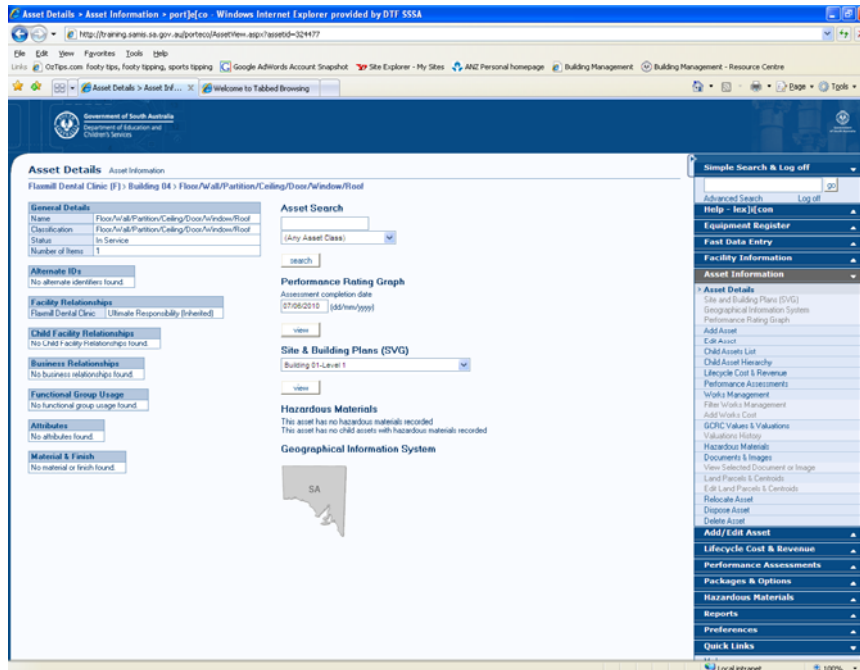 Asset Details > Asset Information > port]e[co - Windows Internet Explorer provided by DTF SSSA
http://training.samis.sa.gov.au/porteco/AssetView.aspx?assetid=324477
File Edit View Favorites Tools Help
Links OzTips.com footy tips, footy tipping, sports tipping Google AdWords Account Snapshot Site Explorer - My Sites ANZ Personal homepage Building Management Building Management - Resource Centre
Asset Details > Asset Inf... X Welcome to Tabbed Browsing Page Tools
Government of South Australia
Department of Education and
Children's Services
Asset Details Asset Information
Flaxmill Dental Clinic (F) > Building 04 > Floor/Wall/Partition/Ceiling/Door/Window/Roof
General Details
Name Floor/Wall/Partition/Ceiling/Door/Window/Roof
Classification Floor/Wall/Partition/Ceiling/Door/Window/Roof
Status In Service
Number of Items 1
Alternate IDs
No alternate identifiers found.
Facility Relationships
Flaxmill Dental Clinic Ultimate Responsibility (Inherited)
Child Facility Relationships
No Child Facility Relationships found.
Business Relationships
No business relationships found.
Functional Group Usage
No functional group usage found.
Attributes
No attributes found.
Material & Finish
No material or finish found.
Asset Search
(Any Asset Class)
search
Performance Rating Graph
Assessment completion date
07/06/2010 (dd/mm/yyyy)
view
Site & Building Plans (SVG)
Building 01-Level 1
view
Hazardous Materials
This asset has no hazardous materials recorded
This asset has no child assets with hazardous materials recorded
Geographical Information System
SA
Simple Search & Log off
go
Advanced Search Log off
Help - lex]i[con
Equipment Register
Fast Data Entry
Facility Information
Asset Information
> Asset Details
Site and Building Plans (SVG)
Geographical Information System
Performance Rating Graph
Add Asset
Edit Asset
Child Assets List
Child Asset Hierarchy
Lifecycle Cost & Revenue
Performance Assessments
Works Management
Filter Works Management
Add Works Cost
GCRC Values & Valuations
Valuations History
Hazardous Materials
Documents & Images
View Selected Document or Image
Land Parcels & Centroids
Edit Land Parcels & Centroids
Relocate Asset
Dispose Asset
Delete Asset
Add/Edit Asset
Lifecycle Cost & Revenue
Performance Assessments
Packages & Options
Hazardous Materials
Reports
Preferences
Quick Links
Local intranet 100%